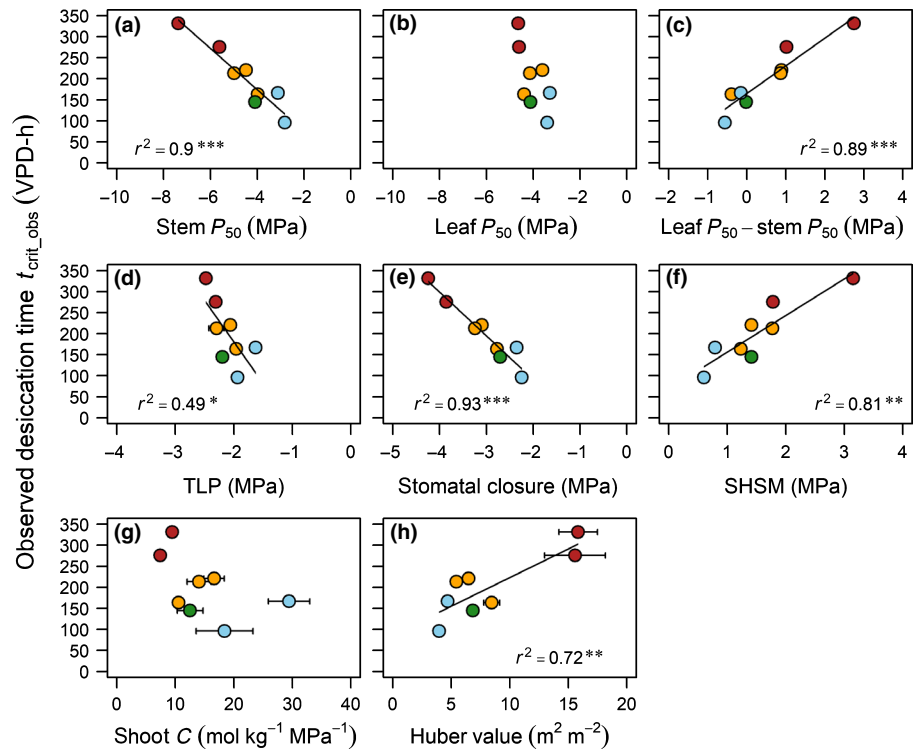 Observed desiccation time t_crit_obs (VPD-h)
(a)
350
300
250
200
150
100
50
0
r² = 0.9 ***
−10 −8 −6 −4 −2 0
Stem P₅₀ (MPa)
(b)
−10 −8 −6 −4 −2 0
Leaf P₅₀ (MPa)
(c)
r² = 0.89 ***
−2 −1 0 1 2 3 4
Leaf P₅₀ − stem P₅₀ (MPa)
(d)
350
300
250
200
150
100
50
0
r² = 0.49 *
−4 −3 −2 −1 0
TLP (MPa)
(e)
r² = 0.93 ***
−5 −4 −3 −2 −1 0
Stomatal closure (MPa)
(f)
r² = 0.81 **
0 1 2 3 4
SHSM (MPa)
(g)
350
300
250
200
150
100
50
0
0 10 20 30 40
Shoot C (mol kg⁻¹ MPa⁻¹)
(h)
r² = 0.72 **
0 5 10 15 20
Huber value (m² m⁻²)